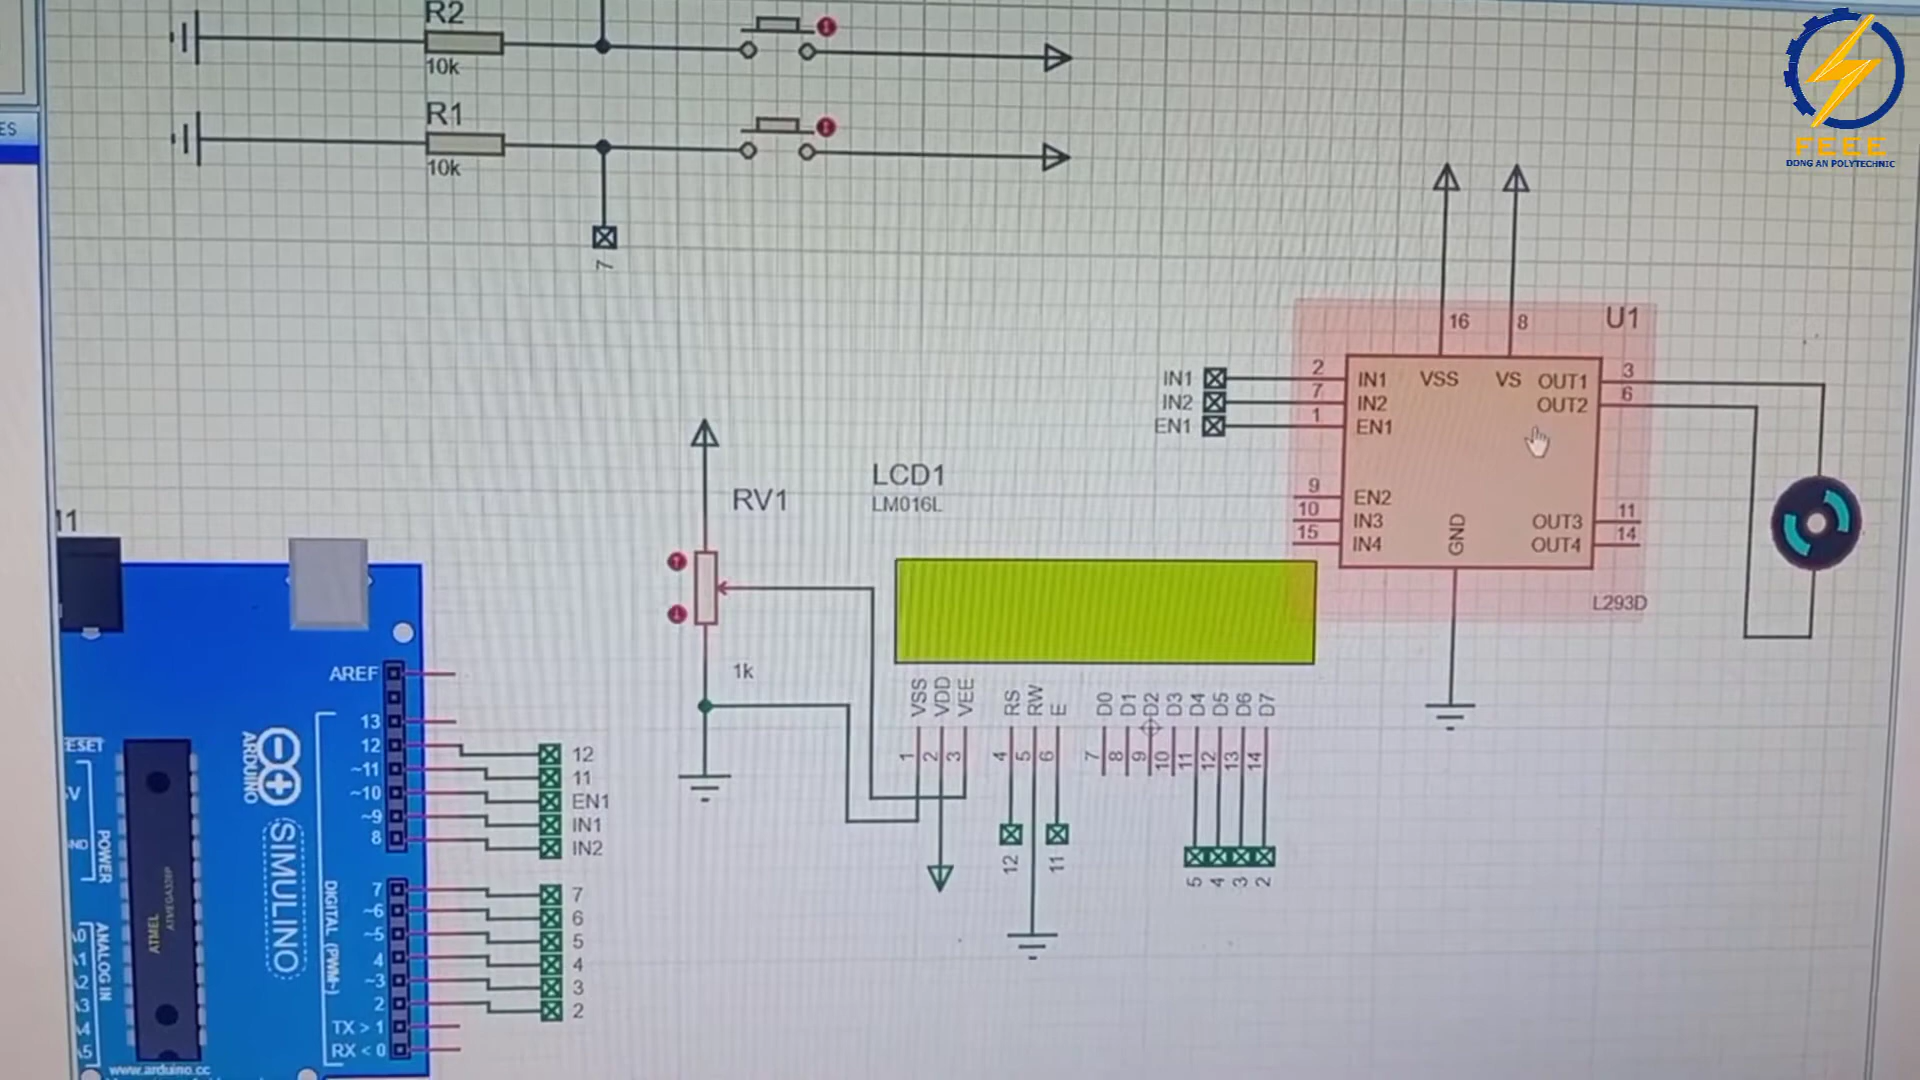 R2
10k
R1
10k
7
FEEE
DONG AN POLYTECHNIC
ES
U1
16
8
IN1
IN2
EN1
2
7
1
IN1
IN2
EN1
VSS
VS
OUT1
OUT2
3
6
9
10
15
EN2
IN3
IN4
GND
OUT3
OUT4
11
14
L293D
RV1
1k
LCD1
LM016L
VSS
VDD
VEE
RS
RW
E
D0
D1
D2
D3
D4
D5
D6
D7
1
2
3
4
5
6
7
8
9
10
11
12
13
14
12
11
5
4
3
2
AREF
13
12
~11
~10
~9
8
7
~6
~5
4
~3
2
TX > 1
RX < 0
12
11
EN1
IN1
IN2
7
6
5
4
3
2
ARDUINO
SIMULINO
DIGITAL (PWM~)
POWER
ANALOG IN
ATMEL
ATMEGA328P
www.arduino.cc